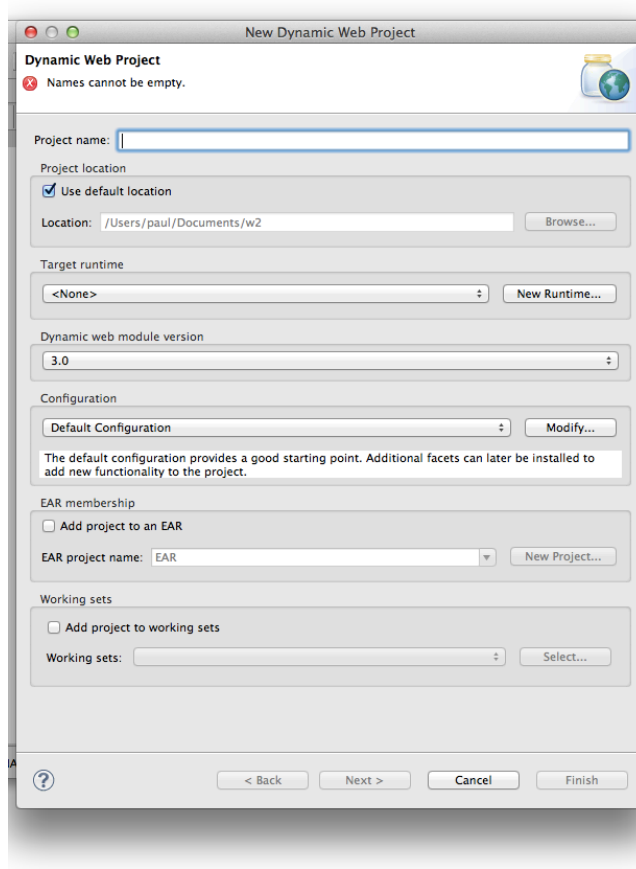 New Dynamic Web Project
Dynamic Web Project
Names cannot be empty.
Project name:
Project location
Use default location
Location: /Users/paul/Documents/w2 Browse...
Target runtime
<None> New Runtime...
Dynamic web module version
3.0
Configuration
Default Configuration Modify...
The default configuration provides a good starting point. Additional facets can later be installed to
add new functionality to the project.
EAR membership
Add project to an EAR
EAR project name: EAR New Project...
Working sets
Add project to working sets
Working sets: Select...
? < Back Next > Cancel Finish